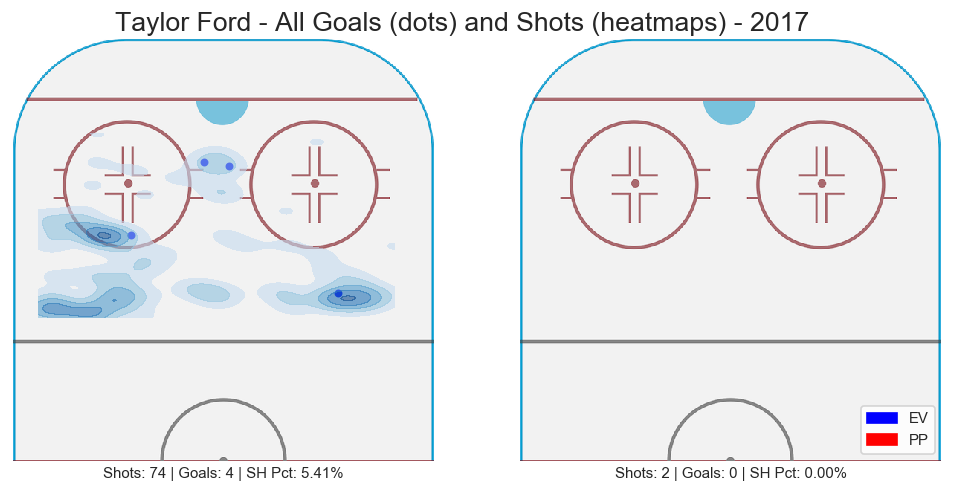 Taylor Ford - All Goals (dots) and Shots (heatmaps) - 2017
EV
PP
Shots: 74 | Goals: 4 | SH Pct: 5.41%
Shots: 2 | Goals: 0 | SH Pct: 0.00%